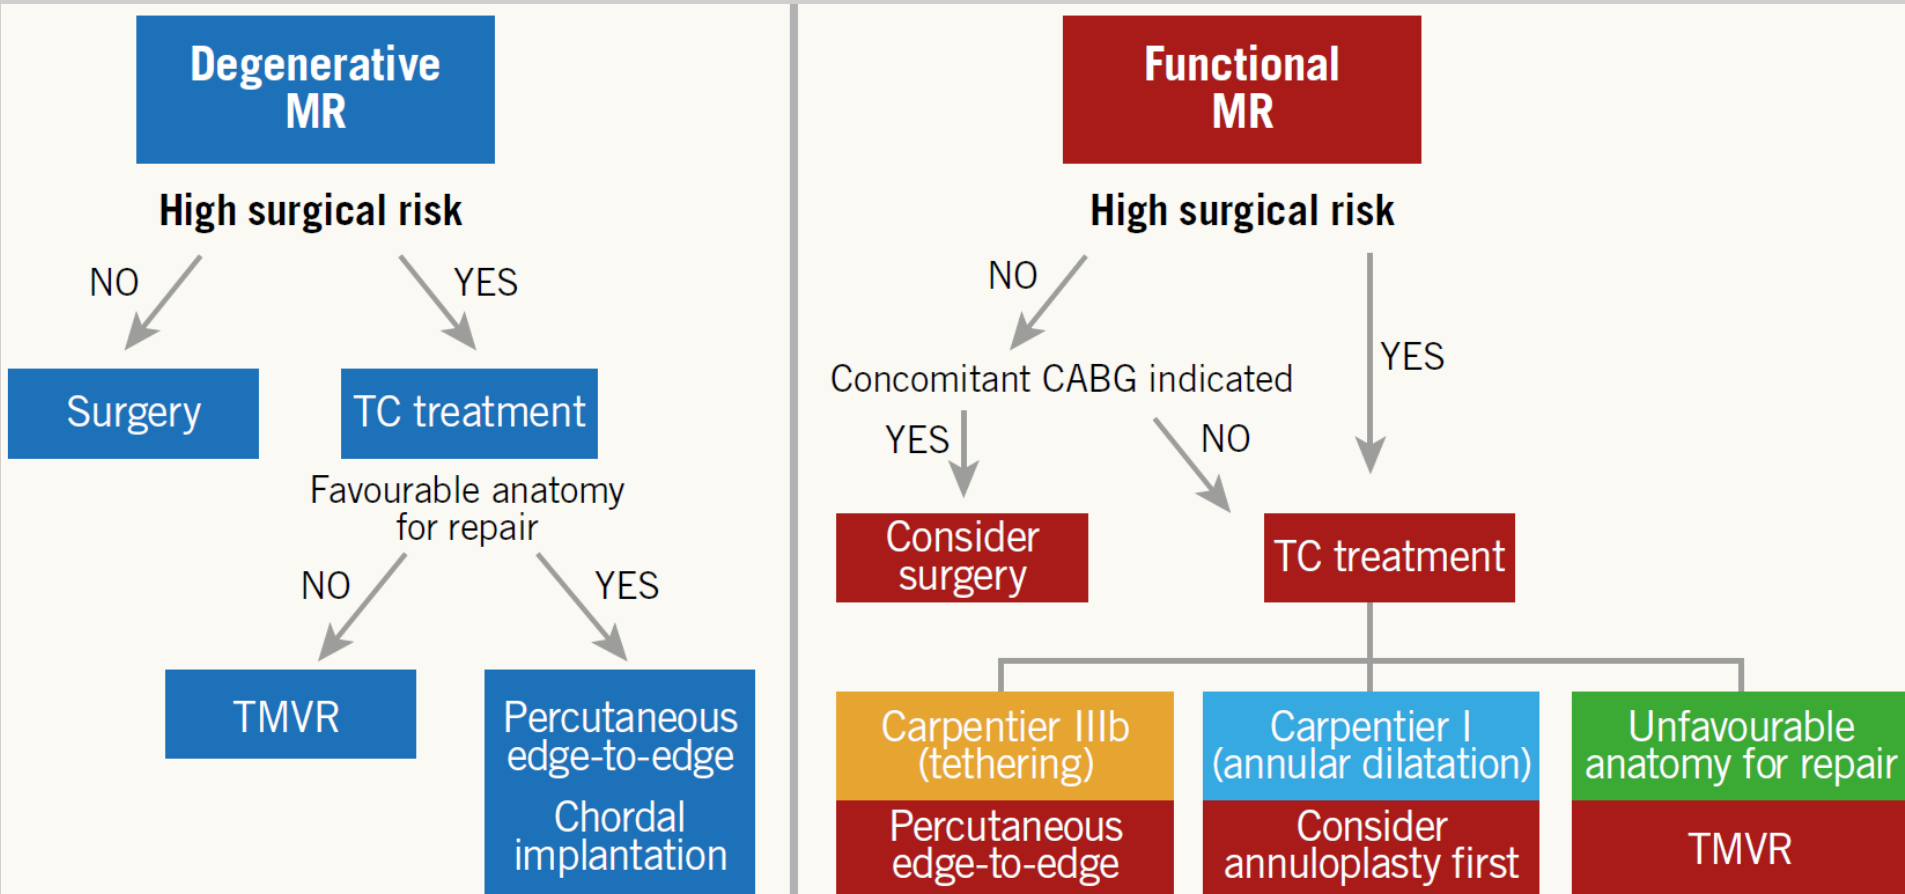 Degenerative
MR
High surgical risk
NO
YES
Surgery
TC treatment
Favourable anatomy
for repair
NO
YES
TMVR
Percutaneous
edge-to-edge
Chordal
implantation
Functional
MR
High surgical risk
NO
YES
Concomitant CABG indicated
YES
NO
Consider
surgery
TC treatment
Carpentier IIIb
(tethering)
Percutaneous
edge-to-edge
Carpentier I
(annular dilatation)
Consider
annuloplasty first
Unfavourable
anatomy for repair
TMVR